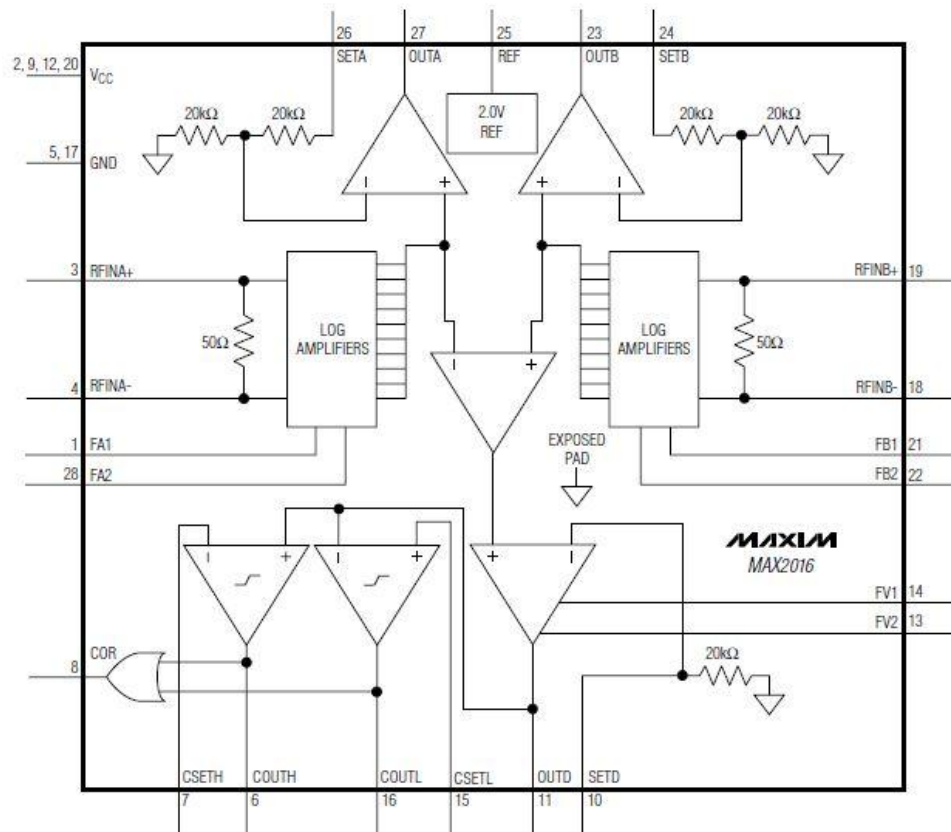 26 27 25 23 24
SETA OUTA REF OUTB SETB
2, 9, 12, 20 VCC
20kΩ 20kΩ 2.0V 20kΩ 20kΩ
REF
5, 17 GND
3 RFINA+ RFINB+ 19
50Ω LOG LOG 50Ω
AMPLIFIERS AMPLIFIERS
4 RFINA- RFINB- 18
1 FA1 EXPOSED FB1 21
28 FA2 PAD FB2 22
MAXIM
MAX2016
FV1 14
FV2 13
8 COR 20kΩ
CSETH COUTH COUTL CSETL OUTD SETD
7 6 16 15 11 10